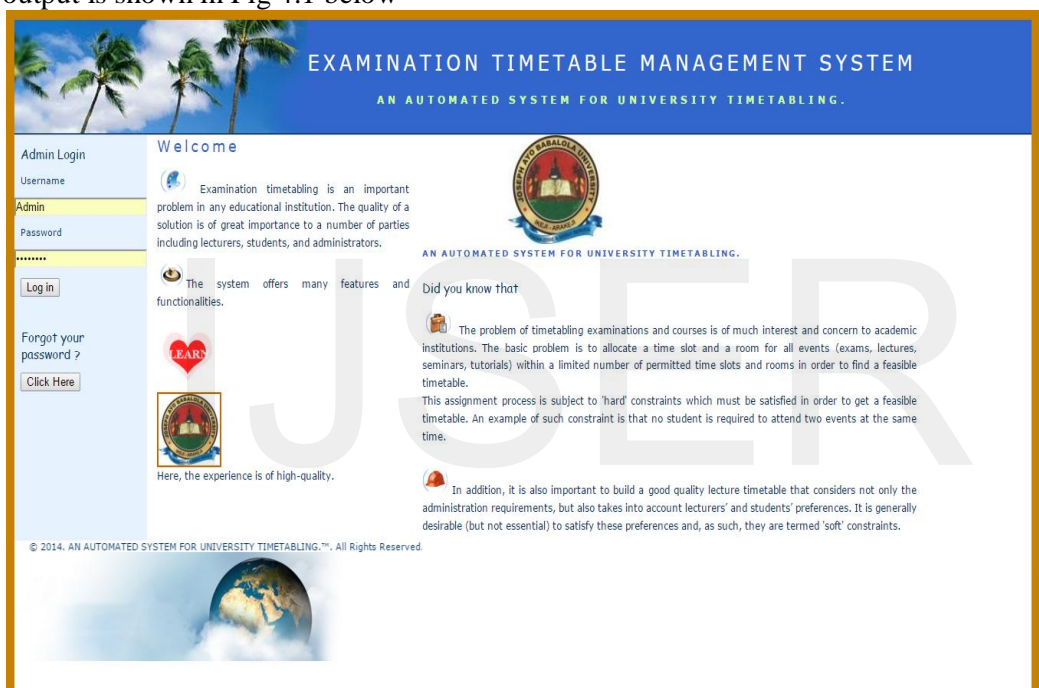 output is shown in Fig 4.1 below
EXAMINATION TIMETABLE MANAGEMENT SYSTEM
AN AUTOMATED SYSTEM FOR UNIVERSITY TIMETABLING.
Admin Login
Username
Admin
Password
••••••••
Log in
Forgot your
password ?
Click Here
Welcome
Examination timetabling is an important
problem in any educational institution. The quality of a
solution is of great importance to a number of parties
including lecturers, students, and administrators.
The system offers many features and
functionalities.
LEARN
Here, the experience is of high-quality.
JOSEPH AYO BABALOLA UNIVERSITY
IKEJI-ARAKEJI
AN AUTOMATED SYSTEM FOR UNIVERSITY TIMETABLING.
Did you know that
The problem of timetabling examinations and courses is of much interest and concern to academic
institutions. The basic problem is to allocate a time slot and a room for all events (exams, lectures,
seminars, tutorials) within a limited number of permitted time slots and rooms in order to find a feasible
timetable.
This assignment process is subject to 'hard' constraints which must be satisfied in order to get a feasible
timetable. An example of such constraint is that no student is required to attend two events at the same
time.
In addition, it is also important to build a good quality lecture timetable that considers not only the
administration requirements, but also takes into account lecturers' and students' preferences. It is generally
desirable (but not essential) to satisfy these preferences and, as such, they are termed 'soft' constraints.
© 2014. AN AUTOMATED SYSTEM FOR UNIVERSITY TIMETABLING.™. All Rights Reserved.
IJSER